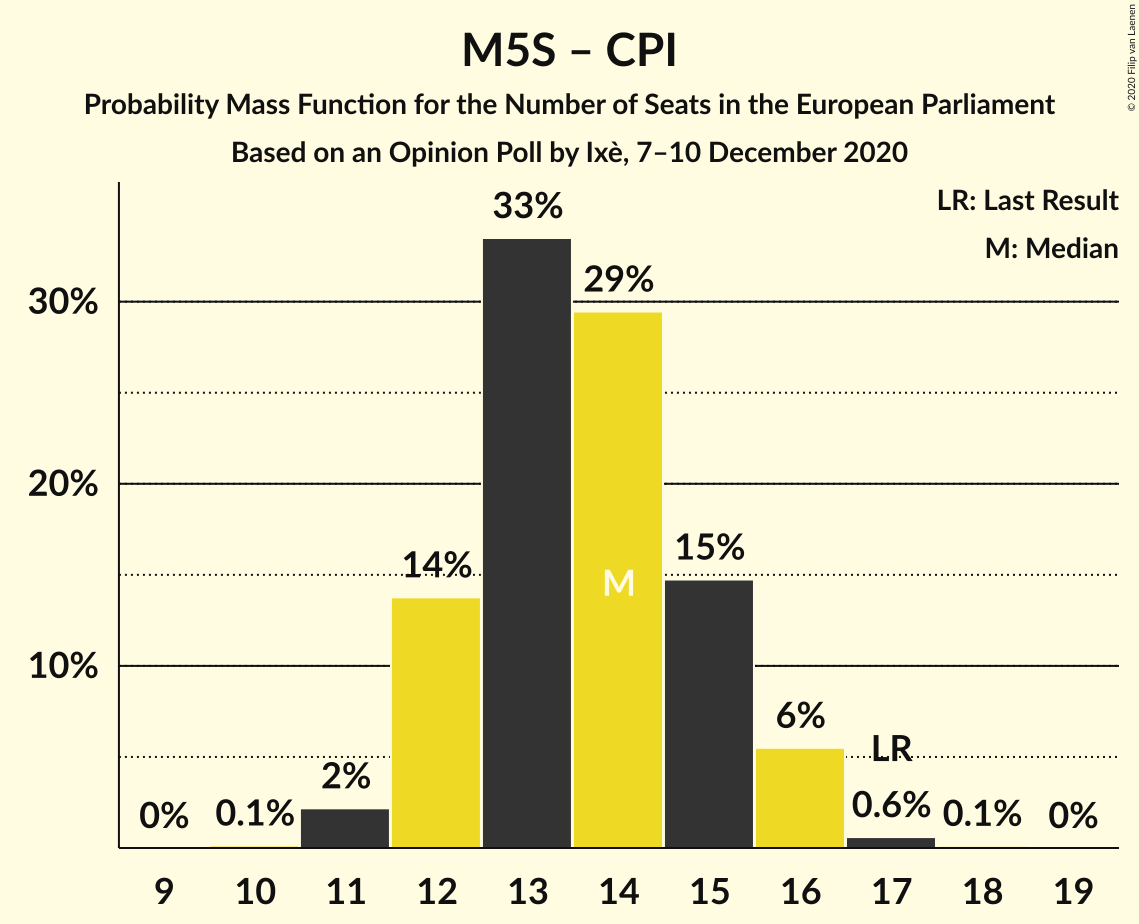 M5S – CPI
Probability Mass Function for the Number of Seats in the European Parliament
Based on an Opinion Poll by Ixè, 7–10 December 2020
© 2020 Filip van Laenen
LR: Last Result
M: Median
33%
29%
30%
20%
15%
14%
M
10%
6%
LR
2%
0.6%
0%
0.1%
0.1%
0%
9 10 11 12 13 14 15 16 17 18 19